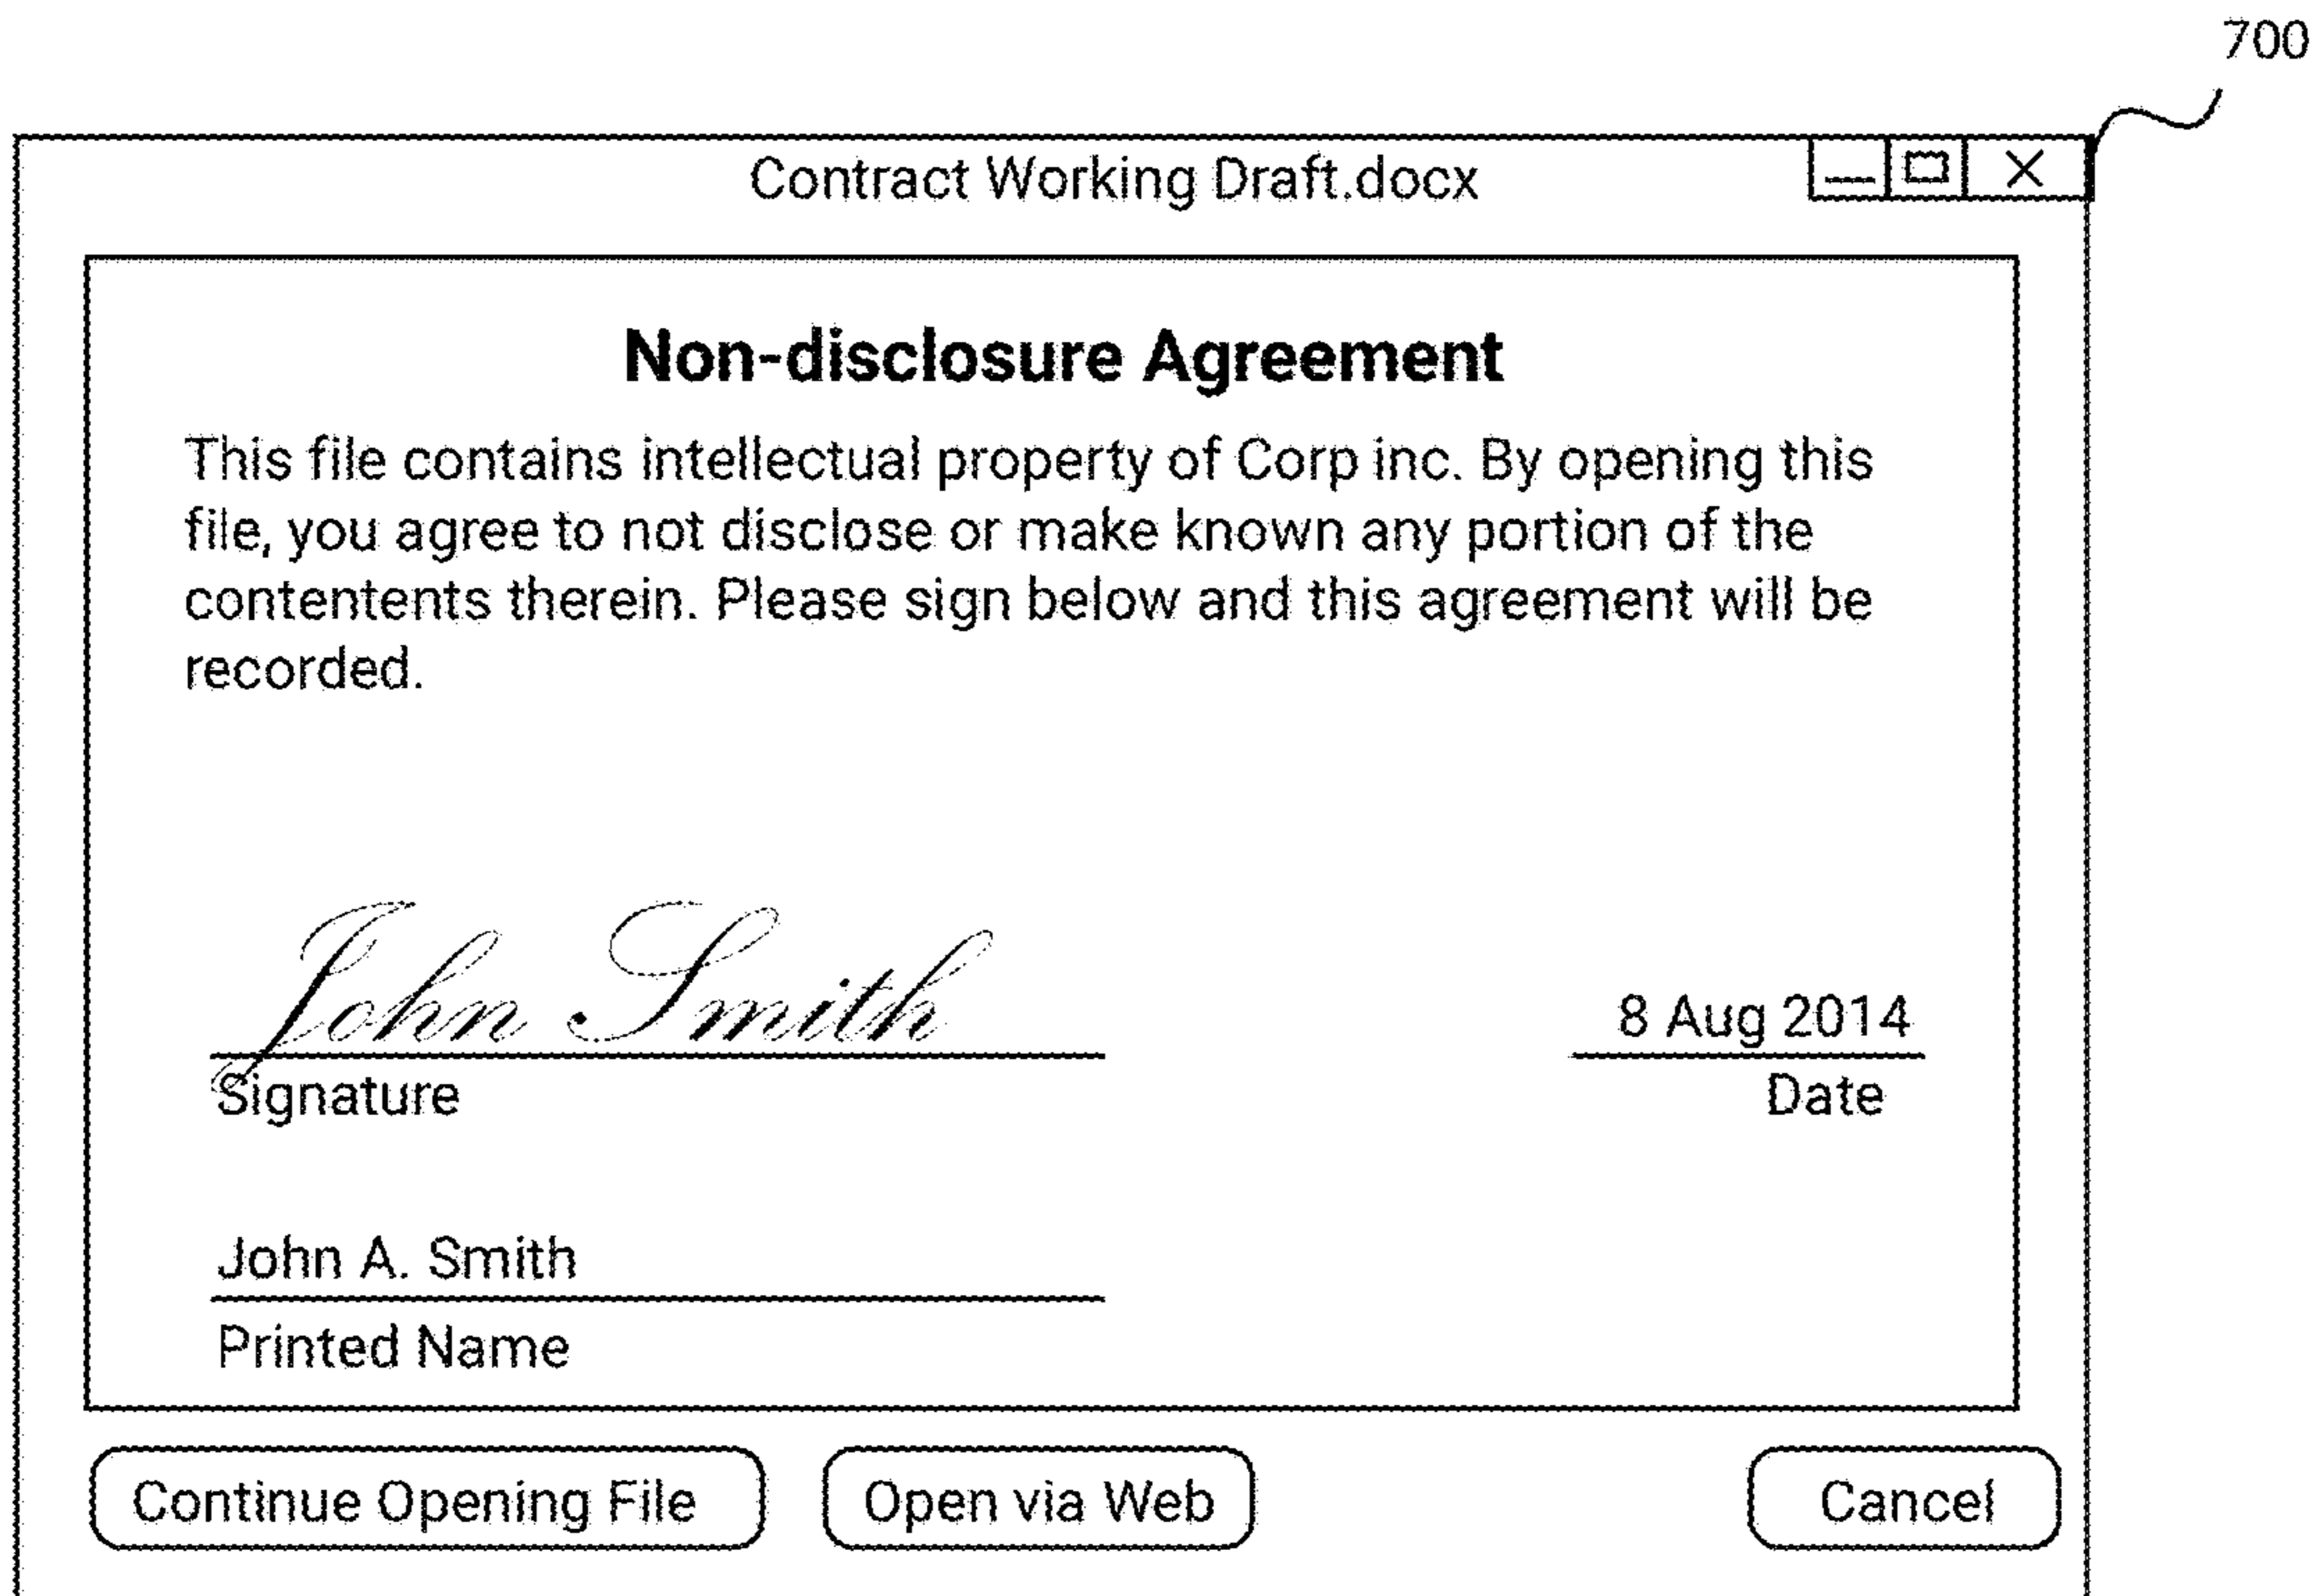 700
Contract Working Draft.docx
Non-disclosure Agreement
This file contains intellectual property of Corp inc. By opening this
file, you agree to not disclose or make known any portion of the
contentents therein. Please sign below and this agreement will be
recorded.
John Smith
8 Aug 2014
Signature
Date
John A. Smith
Printed Name
Continue Opening File
Open via Web
Cancel